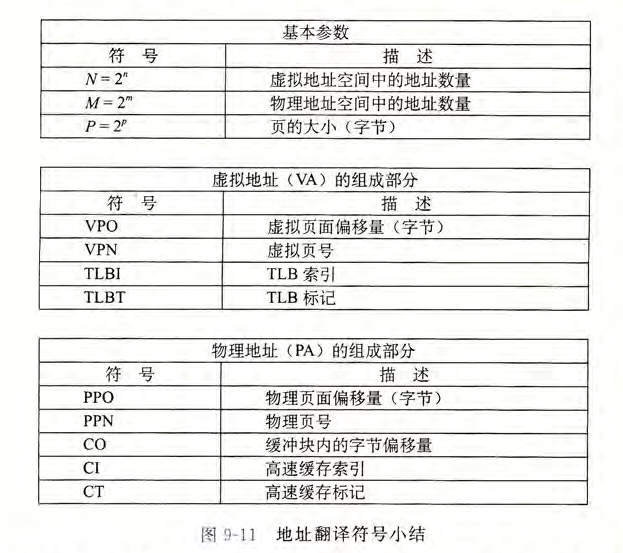 基本参数
符 号 描 述
N = 2ⁿ 虚拟地址空间中的地址数量
M = 2ᵐ 物理地址空间中的地址数量
P = 2ᵖ 页的大小（字节）
虚拟地址（VA）的组成部分
符 号 描 述
VPO 虚拟页面偏移量（字节）
VPN 虚拟页号
TLBI TLB 索引
TLBT TLB 标记
物理地址（PA）的组成部分
符 号 描 述
PPO 物理页面偏移量（字节）
PPN 物理页号
CO 缓冲块内的字节偏移量
CI 高速缓存索引
CT 高速缓存标记
图 9-11 地址翻译符号小结